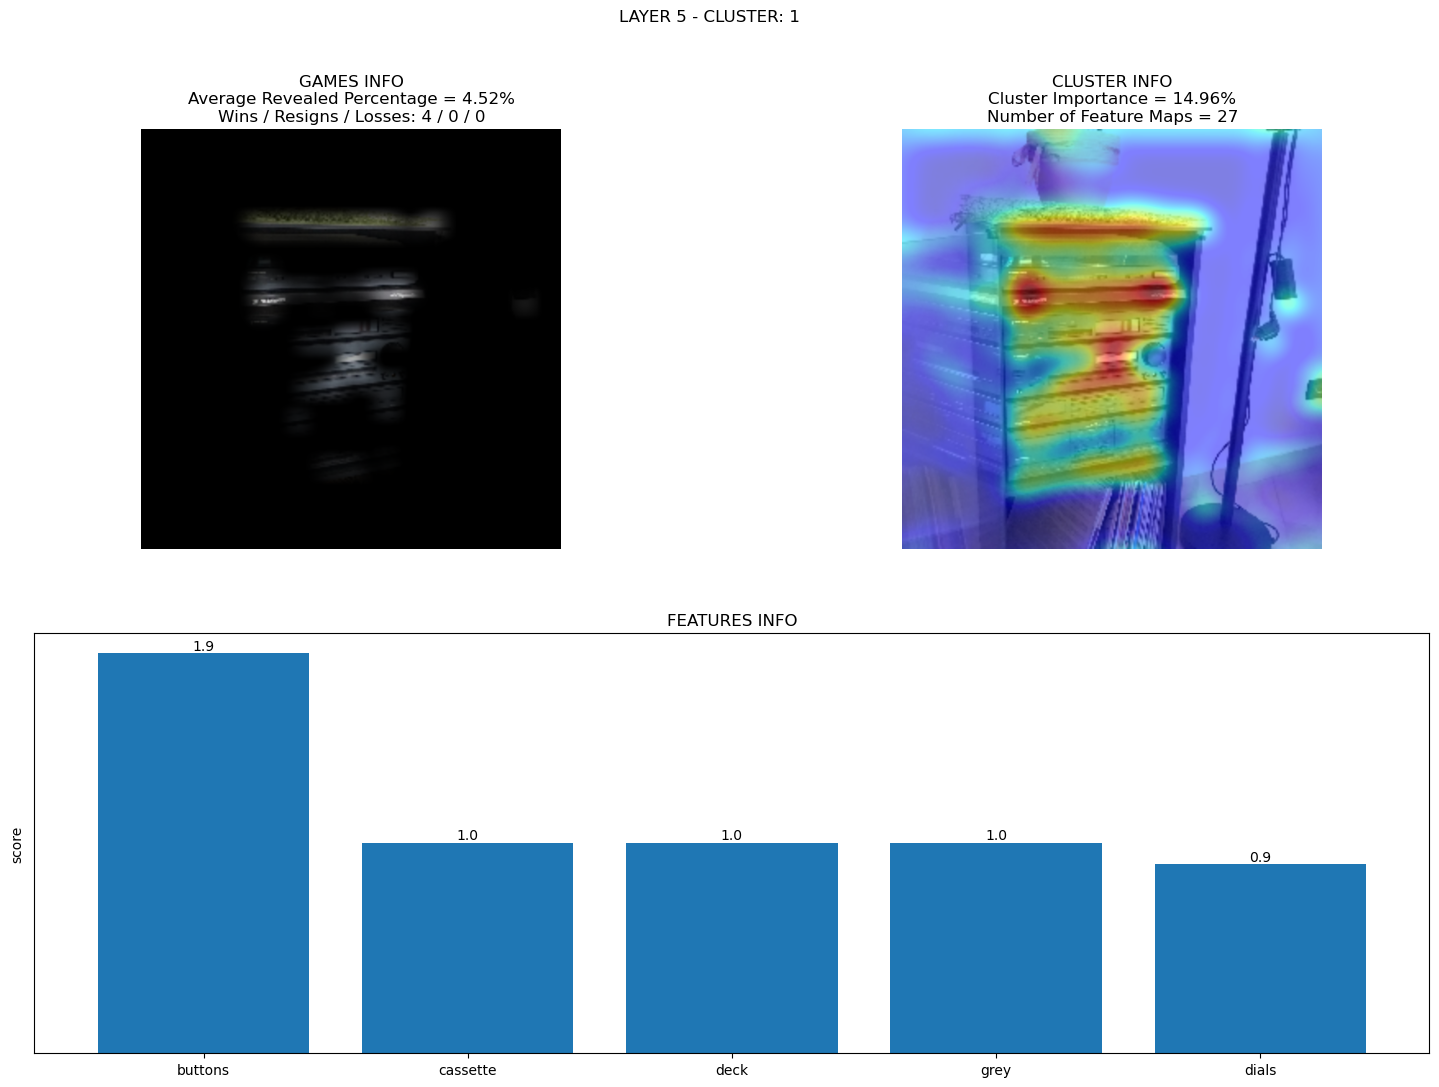 LAYER 5 - CLUSTER: 1
GAMES INFO
Average Revealed Percentage = 4.52%
Wins / Resigns / Losses: 4 / 0 / 0
CLUSTER INFO
Cluster Importance = 14.96%
Number of Feature Maps = 27
FEATURES INFO
score
1.9
1.0
1.0
1.0
0.9
buttons
cassette
deck
grey
dials